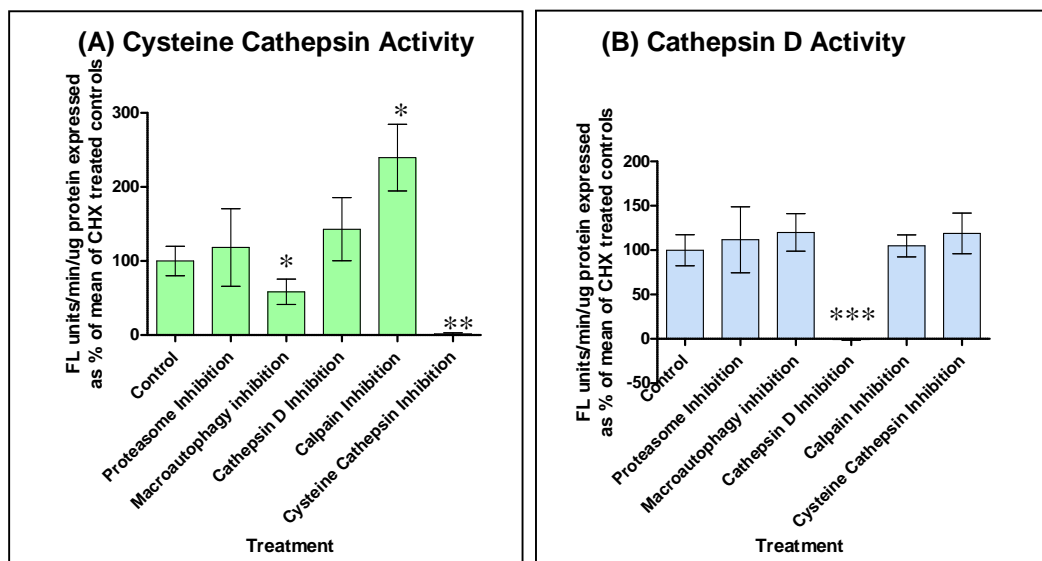 (A) Cysteine Cathepsin Activity
FL units/min/ug protein expressed
as % of mean of CHX treated controls
300
200
100
0
*
*
**
Control
Proteasome Inhibition
Macroautophagy inhibition
Cathepsin D Inhibition
Calpain Inhibition
Cysteine Cathepsin Inhibition
Treatment
(B) Cathepsin D Activity
FL units/min/ug protein expressed
as % of mean of CHX treated controls
200
150
100
50
0
-50
***
Control
Proteasome Inhibition
Macroautophagy inhibition
Cathepsin D Inhibition
Calpain Inhibition
Cysteine Cathepsin Inhibition
Treatment